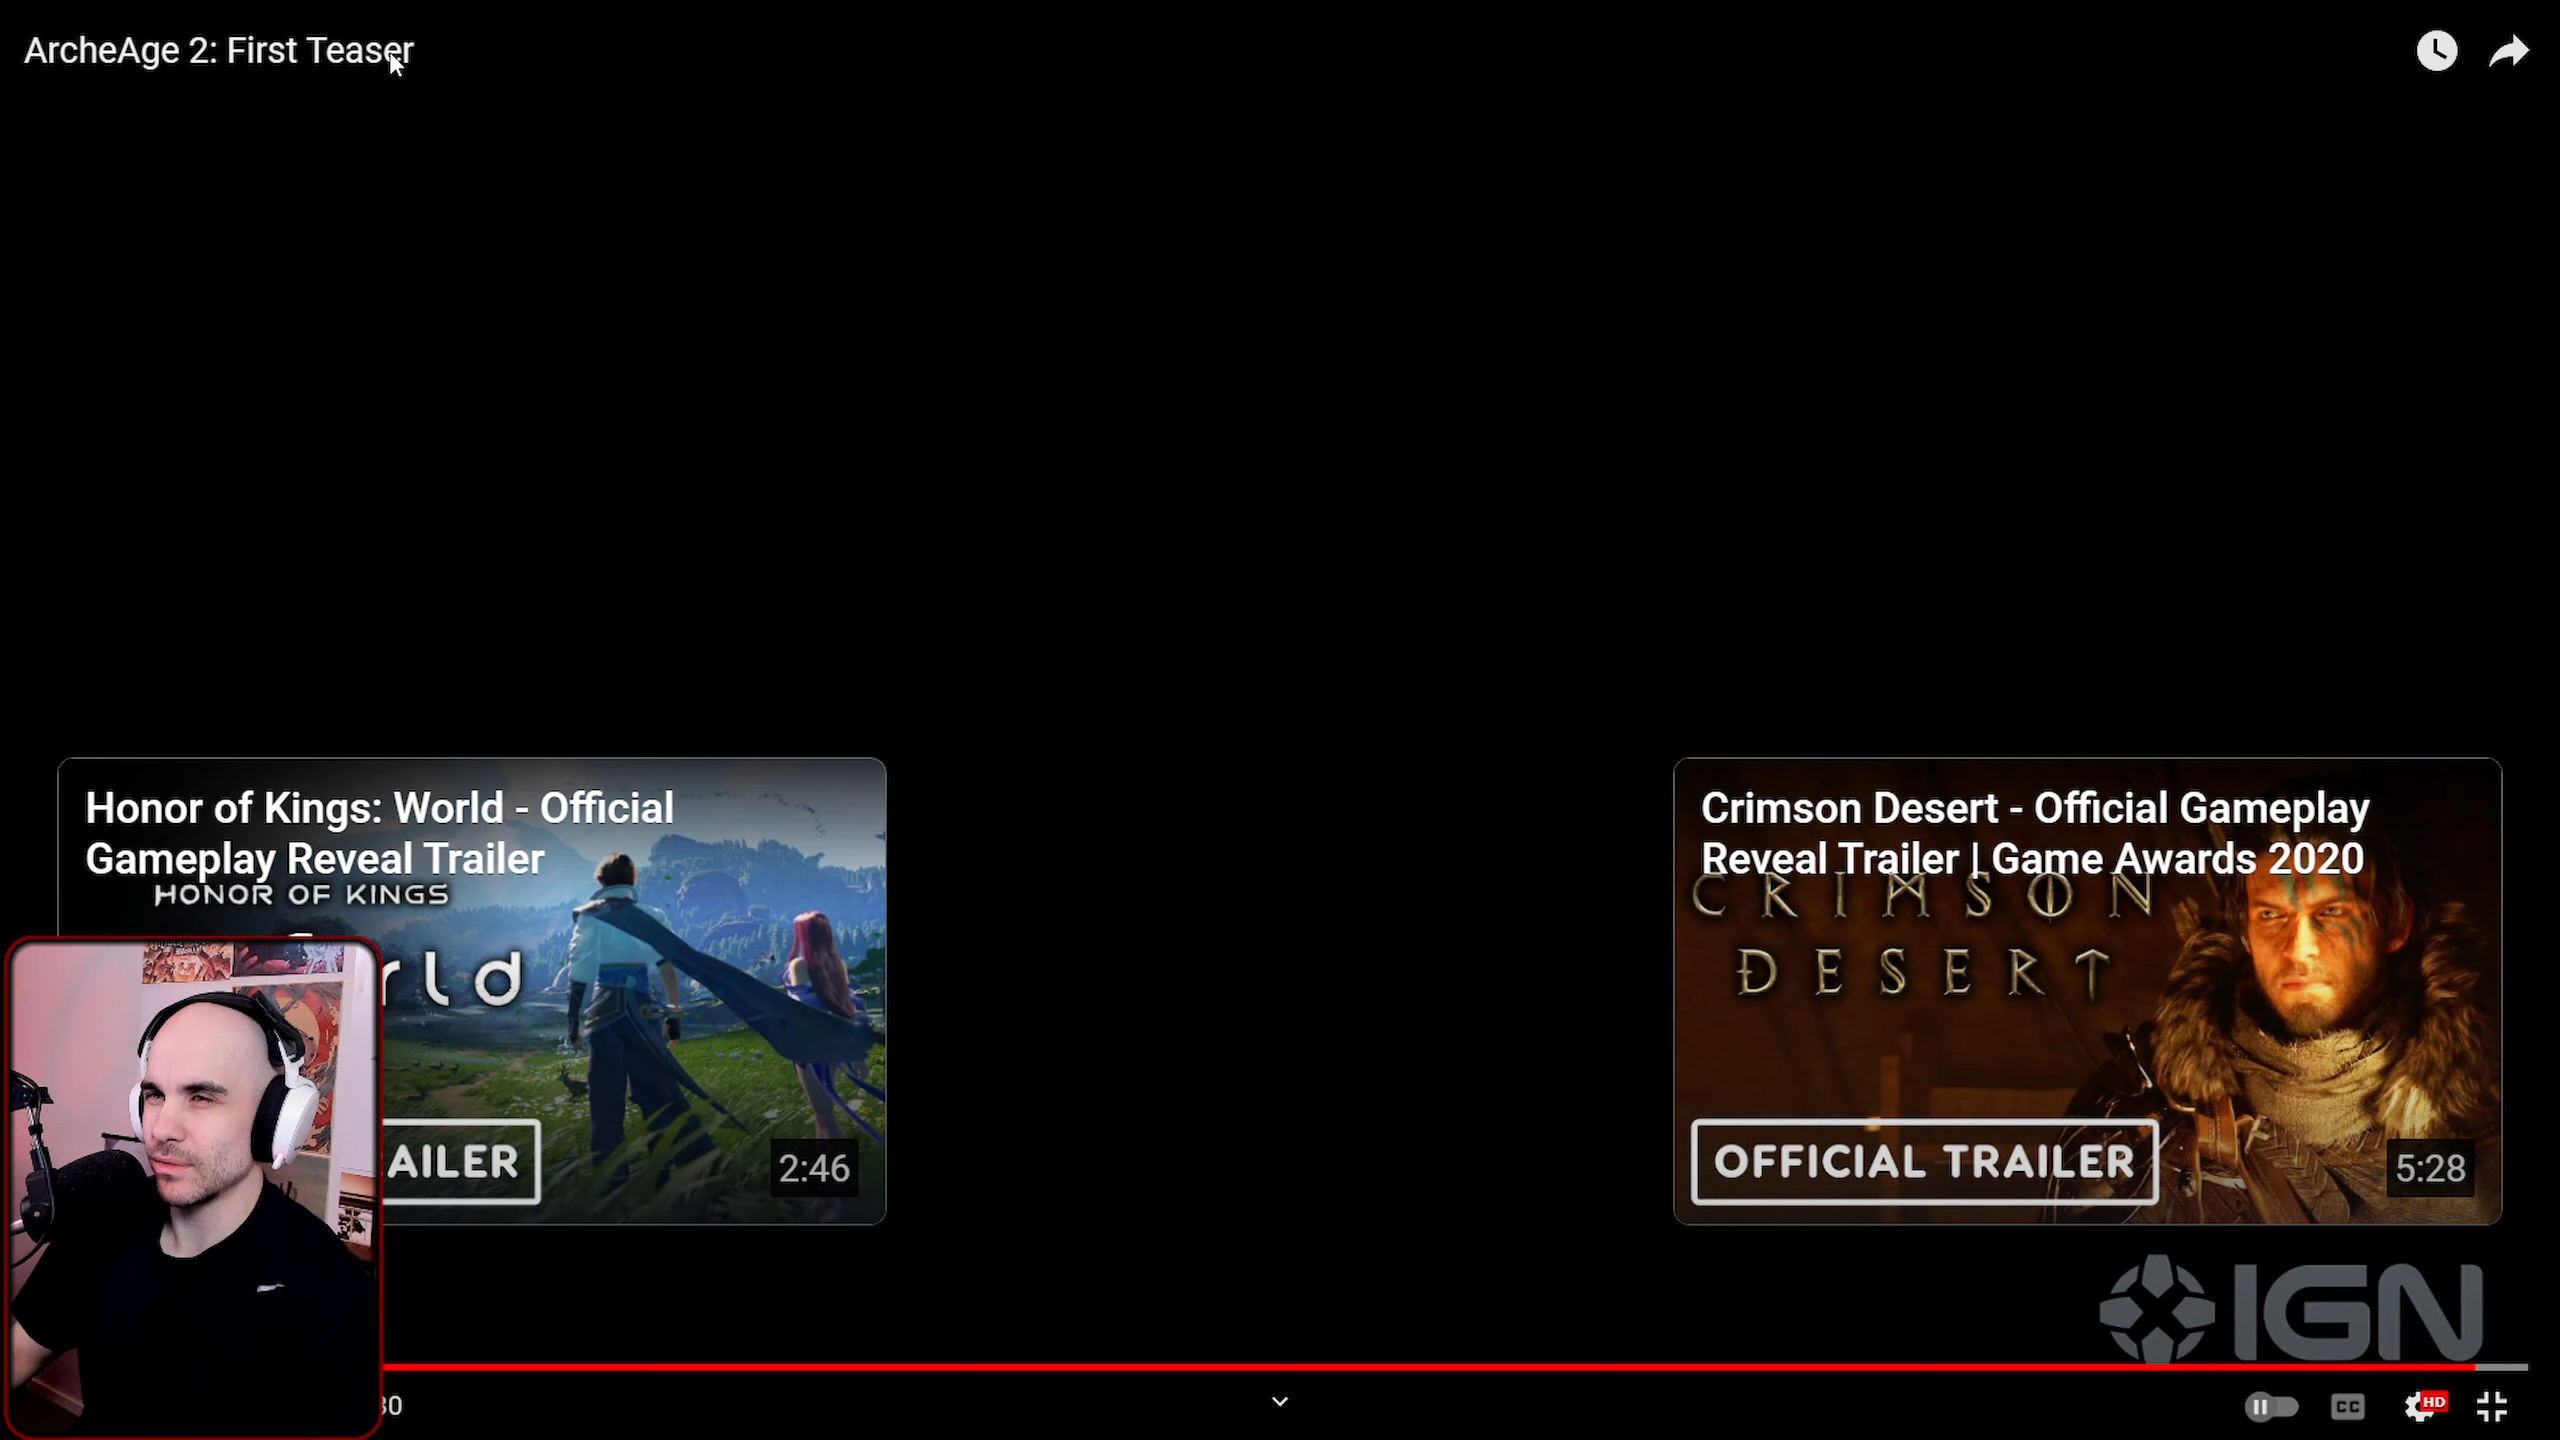 ArcheAge 2: First Teaser
Honor of Kings: World - Official
Gameplay Reveal Trailer
HONOR OF KINGS
rld
AILER
2:46
Crimson Desert - Official Gameplay
Reveal Trailer | Game Awards 2020
CRIMSON
DESERT
OFFICIAL TRAILER
5:28
IGN
30
CC
HD